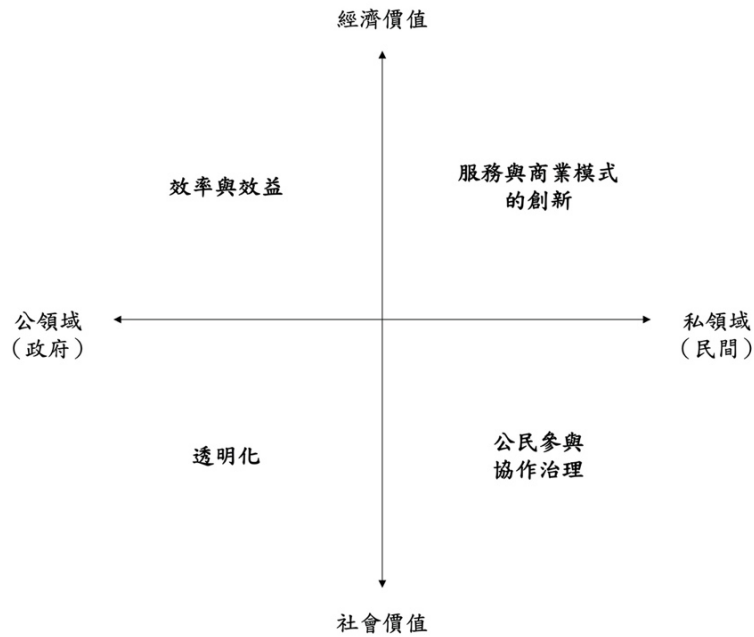 經濟價值
效率與效益
服務與商業模式
的創新
公領域
（政府）
私領域
（民間）
透明化
公民參與
協作治理
社會價值